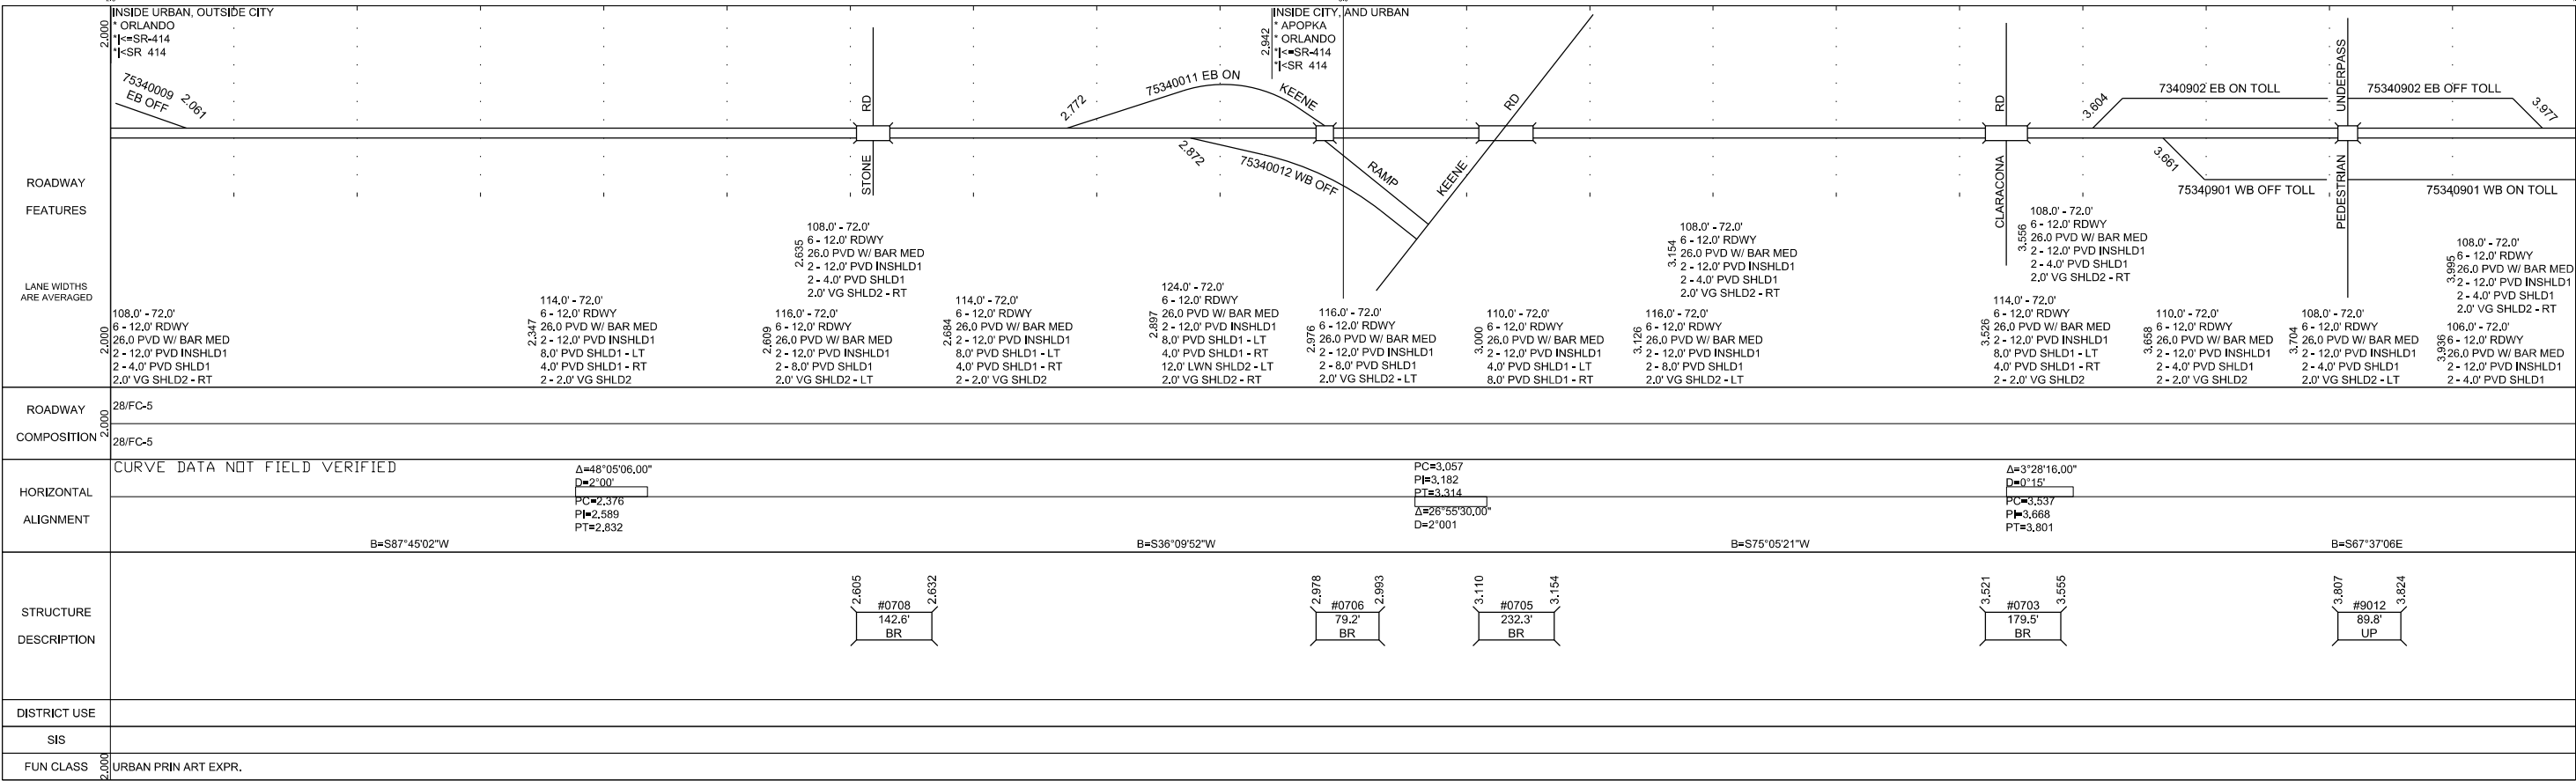 2.000
INSIDE URBAN, OUTSIDE CITY
* ORLANDO
*|<=SR-414
*|<SR 414
75340009
EB OFF
2.061
STONE RD
2.772
75340011 EB ON
2.872
75340012 WB OFF
2.942
INSIDE CITY, AND URBAN
* APOPKA
* ORLANDO
*|<=SR-414
*|<SR 414
KEENE
RAMP
KEENE RD
CLARACONA RD
3.604
7340902 EB ON TOLL
3.661
75340901 WB OFF TOLL
PEDESTRIAN UNDERPASS
75340902 EB OFF TOLL
3.977
75340901 WB ON TOLL
ROADWAY
FEATURES
LANE WIDTHS
ARE AVERAGED
2.000
108.0' - 72.0'
6 - 12.0' RDWY
26.0 PVD W/ BAR MED
2 - 12.0' PVD INSHLD1
2 - 4.0' PVD SHLD1
2.0' VG SHLD2 - RT
2.347
114.0' - 72.0'
6 - 12.0' RDWY
26.0 PVD W/ BAR MED
2 - 12.0' PVD INSHLD1
8.0' PVD SHLD1 - LT
4.0' PVD SHLD1 - RT
2 - 2.0' VG SHLD2
2.609
116.0' - 72.0'
6 - 12.0' RDWY
26.0 PVD W/ BAR MED
2 - 12.0' PVD INSHLD1
2 - 8.0' PVD SHLD1
2.0' VG SHLD2 - LT
2.635
108.0' - 72.0'
6 - 12.0' RDWY
26.0 PVD W/ BAR MED
2 - 12.0' PVD INSHLD1
2 - 4.0' PVD SHLD1
2.0' VG SHLD2 - RT
2.684
114.0' - 72.0'
6 - 12.0' RDWY
26.0 PVD W/ BAR MED
2 - 12.0' PVD INSHLD1
8.0' PVD SHLD1 - LT
4.0' PVD SHLD1 - RT
2 - 2.0' VG SHLD2
2.897
124.0' - 72.0'
6 - 12.0' RDWY
26.0 PVD W/ BAR MED
2 - 12.0' PVD INSHLD1
8.0' PVD SHLD1 - LT
4.0' PVD SHLD1 - RT
12.0' LWN SHLD2 - LT
2.0' VG SHLD2 - RT
2.976
116.0' - 72.0'
6 - 12.0' RDWY
26.0 PVD W/ BAR MED
2 - 12.0' PVD INSHLD1
2 - 8.0' PVD SHLD1
2.0' VG SHLD2 - LT
3.000
110.0' - 72.0'
6 - 12.0' RDWY
26.0 PVD W/ BAR MED
2 - 12.0' PVD INSHLD1
4.0' PVD SHLD1 - LT
8.0' PVD SHLD1 - RT
3.126
116.0' - 72.0'
6 - 12.0' RDWY
26.0 PVD W/ BAR MED
2 - 12.0' PVD INSHLD1
2 - 8.0' PVD SHLD1
2.0' VG SHLD2 - LT
3.154
108.0' - 72.0'
6 - 12.0' RDWY
26.0 PVD W/ BAR MED
2 - 12.0' PVD INSHLD1
2 - 4.0' PVD SHLD1
2.0' VG SHLD2 - RT
3.526
114.0' - 72.0'
6 - 12.0' RDWY
26.0 PVD W/ BAR MED
2 - 12.0' PVD INSHLD1
8.0' PVD SHLD1 - LT
4.0' PVD SHLD1 - RT
2 - 2.0' VG SHLD2
3.556
108.0' - 72.0'
6 - 12.0' RDWY
26.0 PVD W/ BAR MED
2 - 12.0' PVD INSHLD1
2 - 4.0' PVD SHLD1
2.0' VG SHLD2 - RT
3.658
110.0' - 72.0'
6 - 12.0' RDWY
26.0 PVD W/ BAR MED
2 - 12.0' PVD INSHLD1
2 - 4.0' PVD SHLD1
2 - 2.0' VG SHLD2
3.704
108.0' - 72.0'
6 - 12.0' RDWY
26.0 PVD W/ BAR MED
2 - 12.0' PVD INSHLD1
2 - 4.0' PVD SHLD1
2.0' VG SHLD2 - LT
3.936
106.0' - 72.0'
6 - 12.0' RDWY
26.0 PVD W/ BAR MED
2 - 12.0' PVD INSHLD1
2 - 4.0' PVD SHLD1
3.995
108.0' - 72.0'
6 - 12.0' RDWY
26.0 PVD W/ BAR MED
2 - 12.0' PVD INSHLD1
2 - 4.0' PVD SHLD1
2.0' VG SHLD2 - RT
ROADWAY
COMPOSITION
2.000
28/FC-5
28/FC-5
HORIZONTAL
ALIGNMENT
CURVE DATA NOT FIELD VERIFIED
Δ=48°05'06.00"
D=2°00'
PC=2.376
PI=2.589
PT=2.832
PC=3.057
PI=3.182
PT=3.314
Δ=26°55'30.00"
D=2°001
Δ=3°28'16.00"
D=0°15'
PC=3.537
PI=3.668
PT=3.801
B=S87°45'02"W
B=S36°09'52"W
B=S75°05'21"W
B=S67°37'06E
STRUCTURE
DESCRIPTION
2.605
2.632
#0708
142.6'
BR
2.978
2.993
#0706
79.2'
BR
3.110
3.154
#0705
232.3'
BR
3.521
3.555
#0703
179.5'
BR
3.807
3.824
#9012
89.8'
UP
DISTRICT USE
SIS
FUN CLASS
2.000
URBAN PRIN ART EXPR.